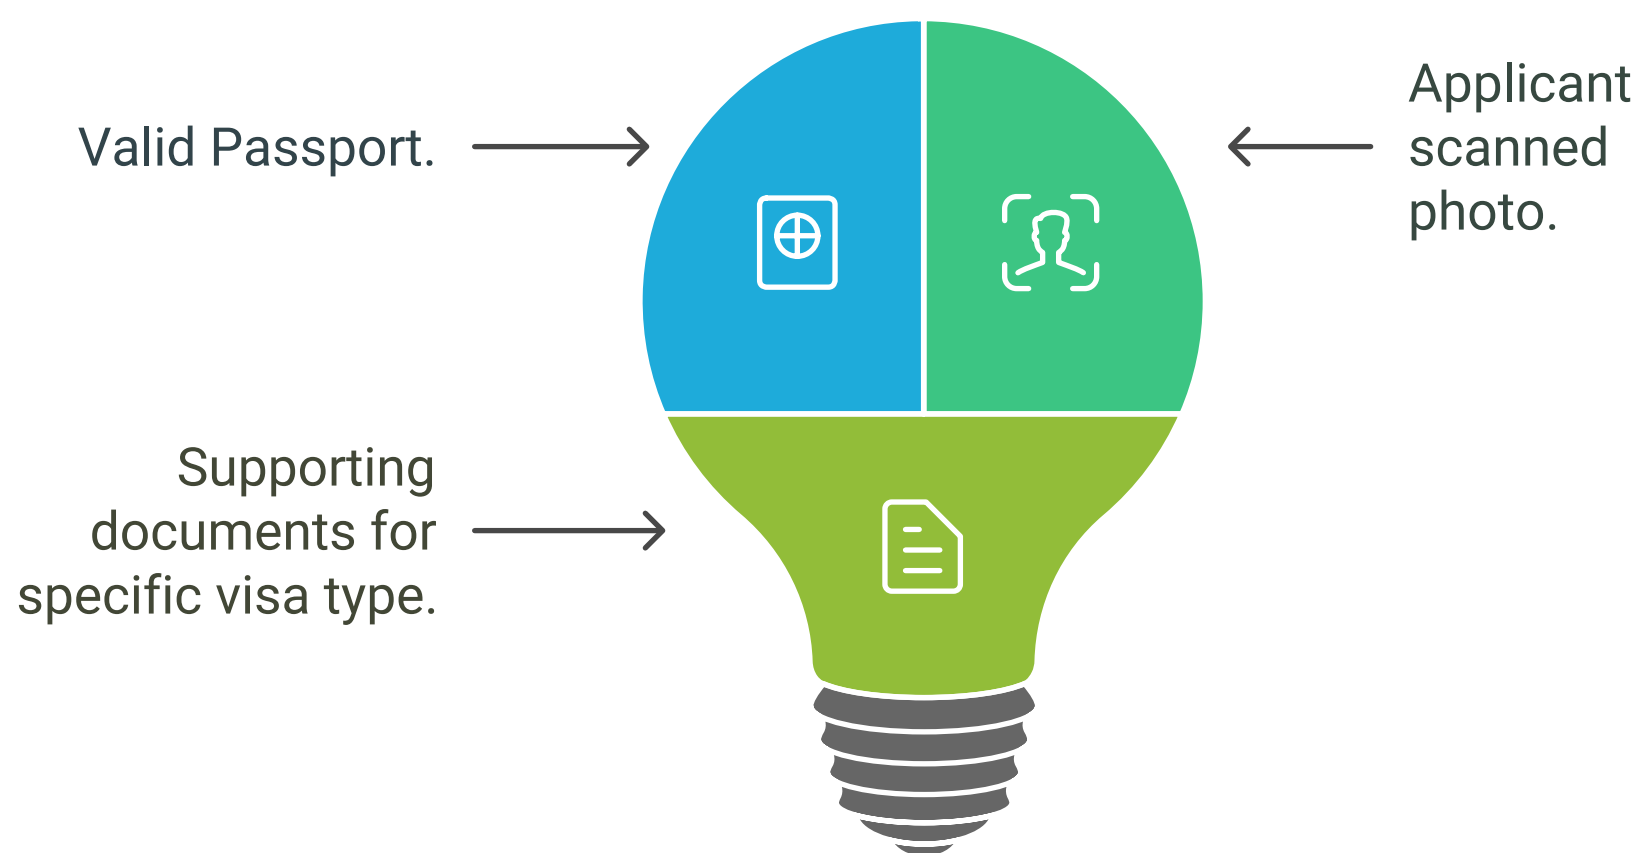 Valid Passport.
Applicant
scanned
photo.
Supporting
documents for
specific visa type.